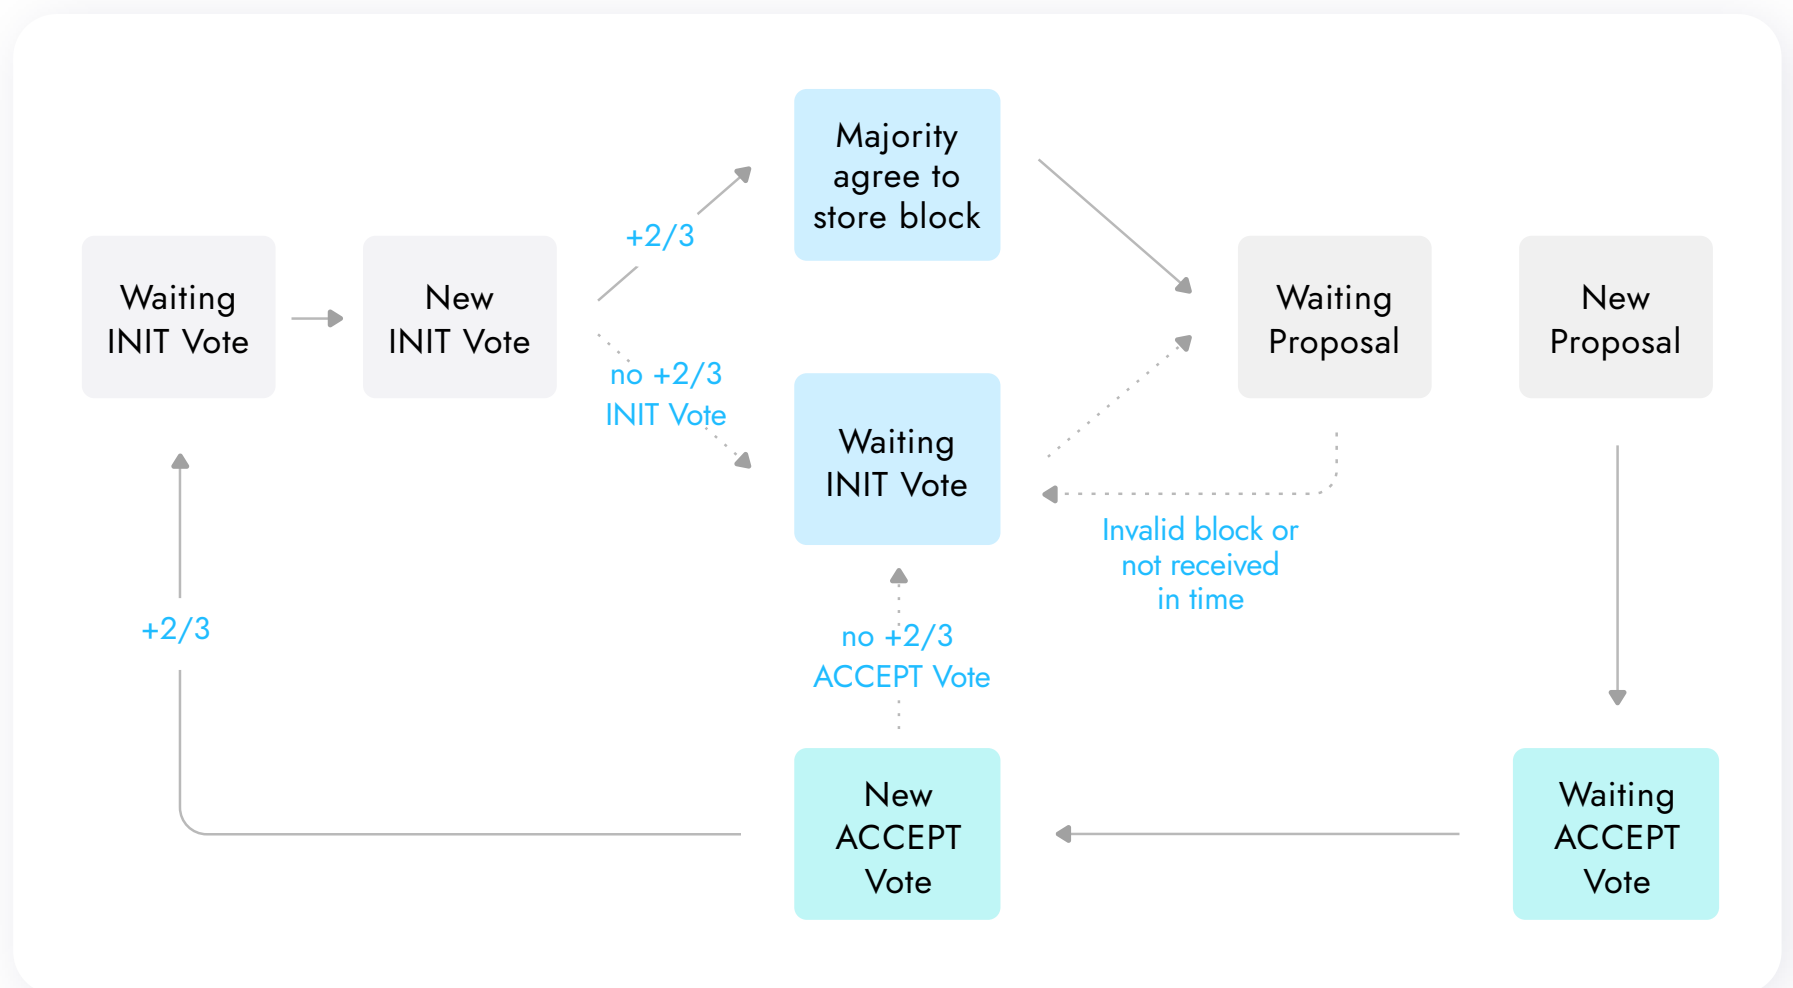 Majority
agree to
store block
+2/3
Waiting
INIT Vote
New
INIT Vote
Waiting
Proposal
New
Proposal
no +2/3
INIT Vote
Waiting
INIT Vote
Invalid block or
not received
in time
+2/3
no +2/3
ACCEPT Vote
New
ACCEPT
Vote
Waiting
ACCEPT
Vote